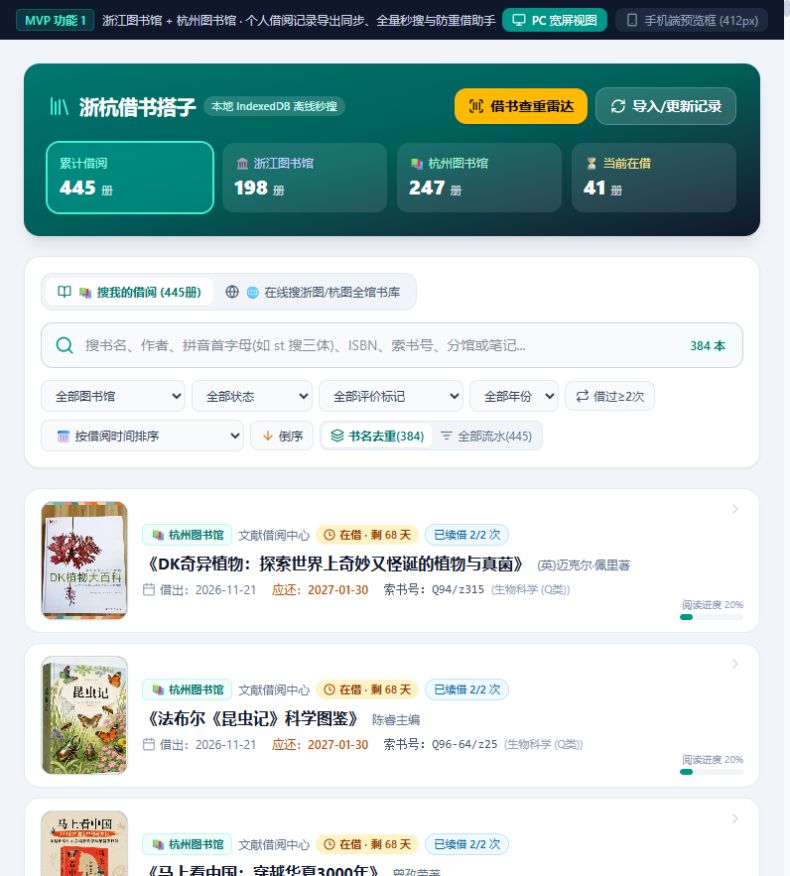 MVP 功能 1 浙江图书馆 + 杭州图书馆 · 个人借阅记录导出同步、全量秒搜与防重借助手 PC 宽屏视图 手机端预览框 (412px)
浙杭借书搭子 本地 IndexedDB 离线秒搜 借书查重雷达 导入/更新记录
累计借阅 浙江图书馆 杭州图书馆 当前在借
445 册 198 册 247 册 41 册
搜我的借阅 (445册) 在线搜浙图/杭图全馆书库
搜书名、作者、拼音首字母(如 st 搜三体)、ISBN、索书号、分馆或笔记... 384 本
全部图书馆 全部状态 全部评价标记 全部年份 借过≥2次
按借阅时间排序 倒序 书名去重(384) 全部流水(445)
DK植物大百科
杭州图书馆 文献借阅中心 在借 · 剩 68 天 已续借 2/2 次
《DK奇异植物：探索世界上奇妙又怪诞的植物与真菌》 (英)迈克尔·佩里著
借出：2026-11-21 应还：2027-01-30 索书号：Q94/z315 (生物科学 (Q类))
阅读进度 20%
昆虫记
杭州图书馆 文献借阅中心 在借 · 剩 68 天 已续借 2/2 次
《法布尔《昆虫记》科学图鉴》 陈睿主编
借出：2026-11-21 应还：2027-01-30 索书号：Q96-64/z25 (生物科学 (Q类))
阅读进度 20%
马上看中国
杭州图书馆 文献借阅中心 在借 · 剩 68 天 已续借 2/2 次
《马上看中国：穿越华夏3000年》